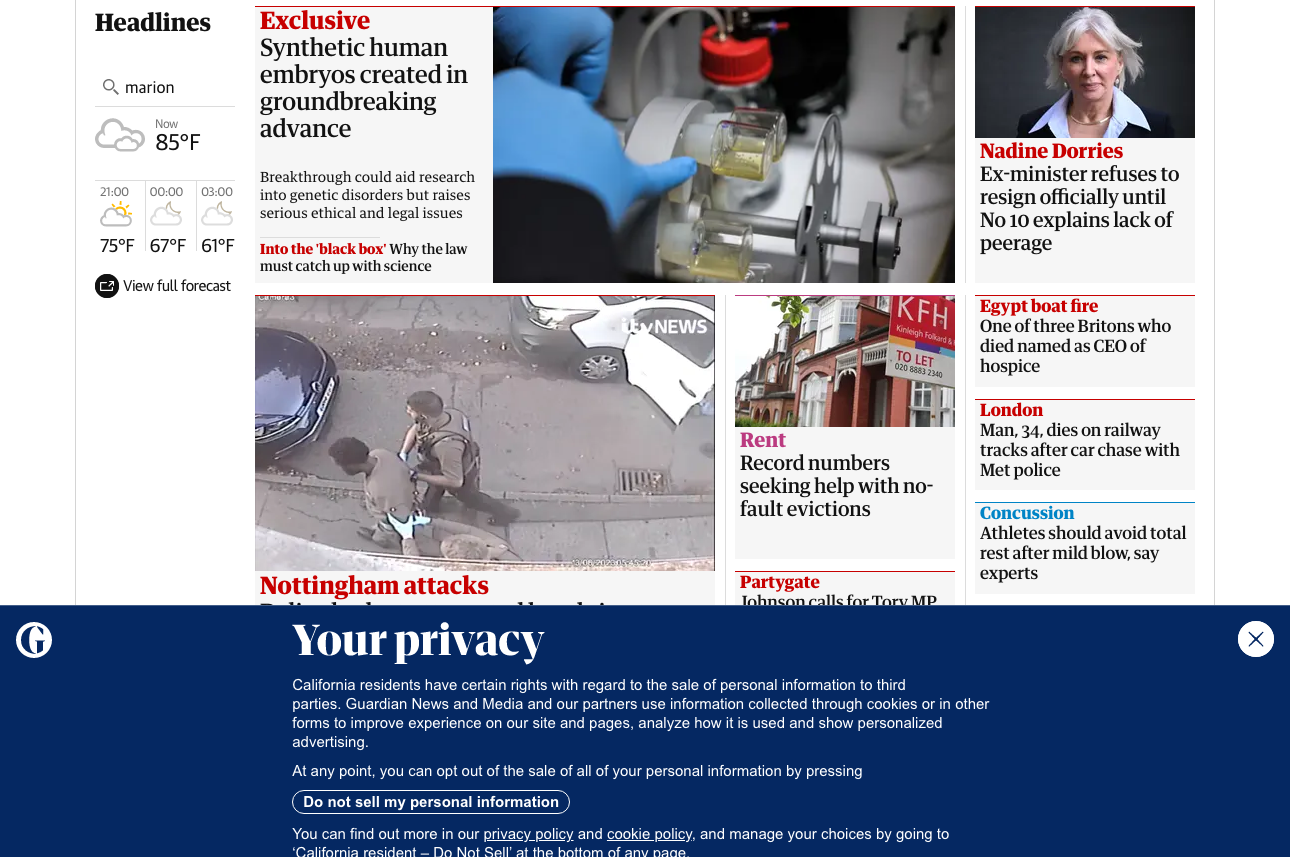 Headlines
marion
Now
85°F
21:00
00:00
03:00
75°F
67°F
61°F
View full forecast
Exclusive
Synthetic human
embryos created in
groundbreaking
advance
Breakthrough could aid research
into genetic disorders but raises
serious ethical and legal issues
Into the 'black box' Why the law
must catch up with science
Nadine Dorries
Ex-minister refuses to
resign officially until
No 10 explains lack of
peerage
Camera3
itv NEWS
Nottingham attacks
KFH
Kinleigh Folkard &
TO LET
020 8883 2340
Rent
Record numbers
seeking help with no-
fault evictions
Partygate
Johnson calls for Tory MP
Egypt boat fire
One of three Britons who
died named as CEO of
hospice
London
Man, 34, dies on railway
tracks after car chase with
Met police
Concussion
Athletes should avoid total
rest after mild blow, say
experts
Your privacy
California residents have certain rights with regard to the sale of personal information to third
parties. Guardian News and Media and our partners use information collected through cookies or in other
forms to improve experience on our site and pages, analyze how it is used and show personalized
advertising.
At any point, you can opt out of the sale of all of your personal information by pressing
Do not sell my personal information
You can find out more in our privacy policy and cookie policy, and manage your choices by going to
‘California resident – Do Not Sell’ at the bottom of any page.